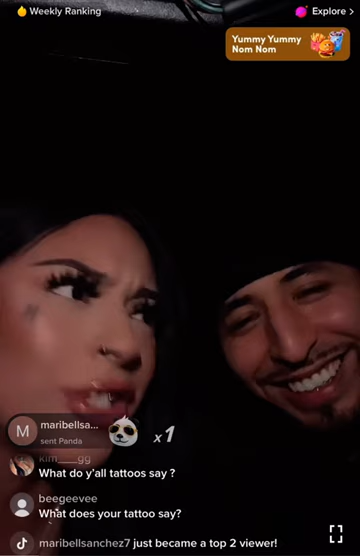 Weekly Ranking
Explore >
Yummy Yummy
Nom Nom
maribellsa...
sent Panda
x1
kim___gg
What do y'all tattoos say ?
beegeevee
What does your tattoo say?
maribellsanchez7 just became a top 2 viewer!
M